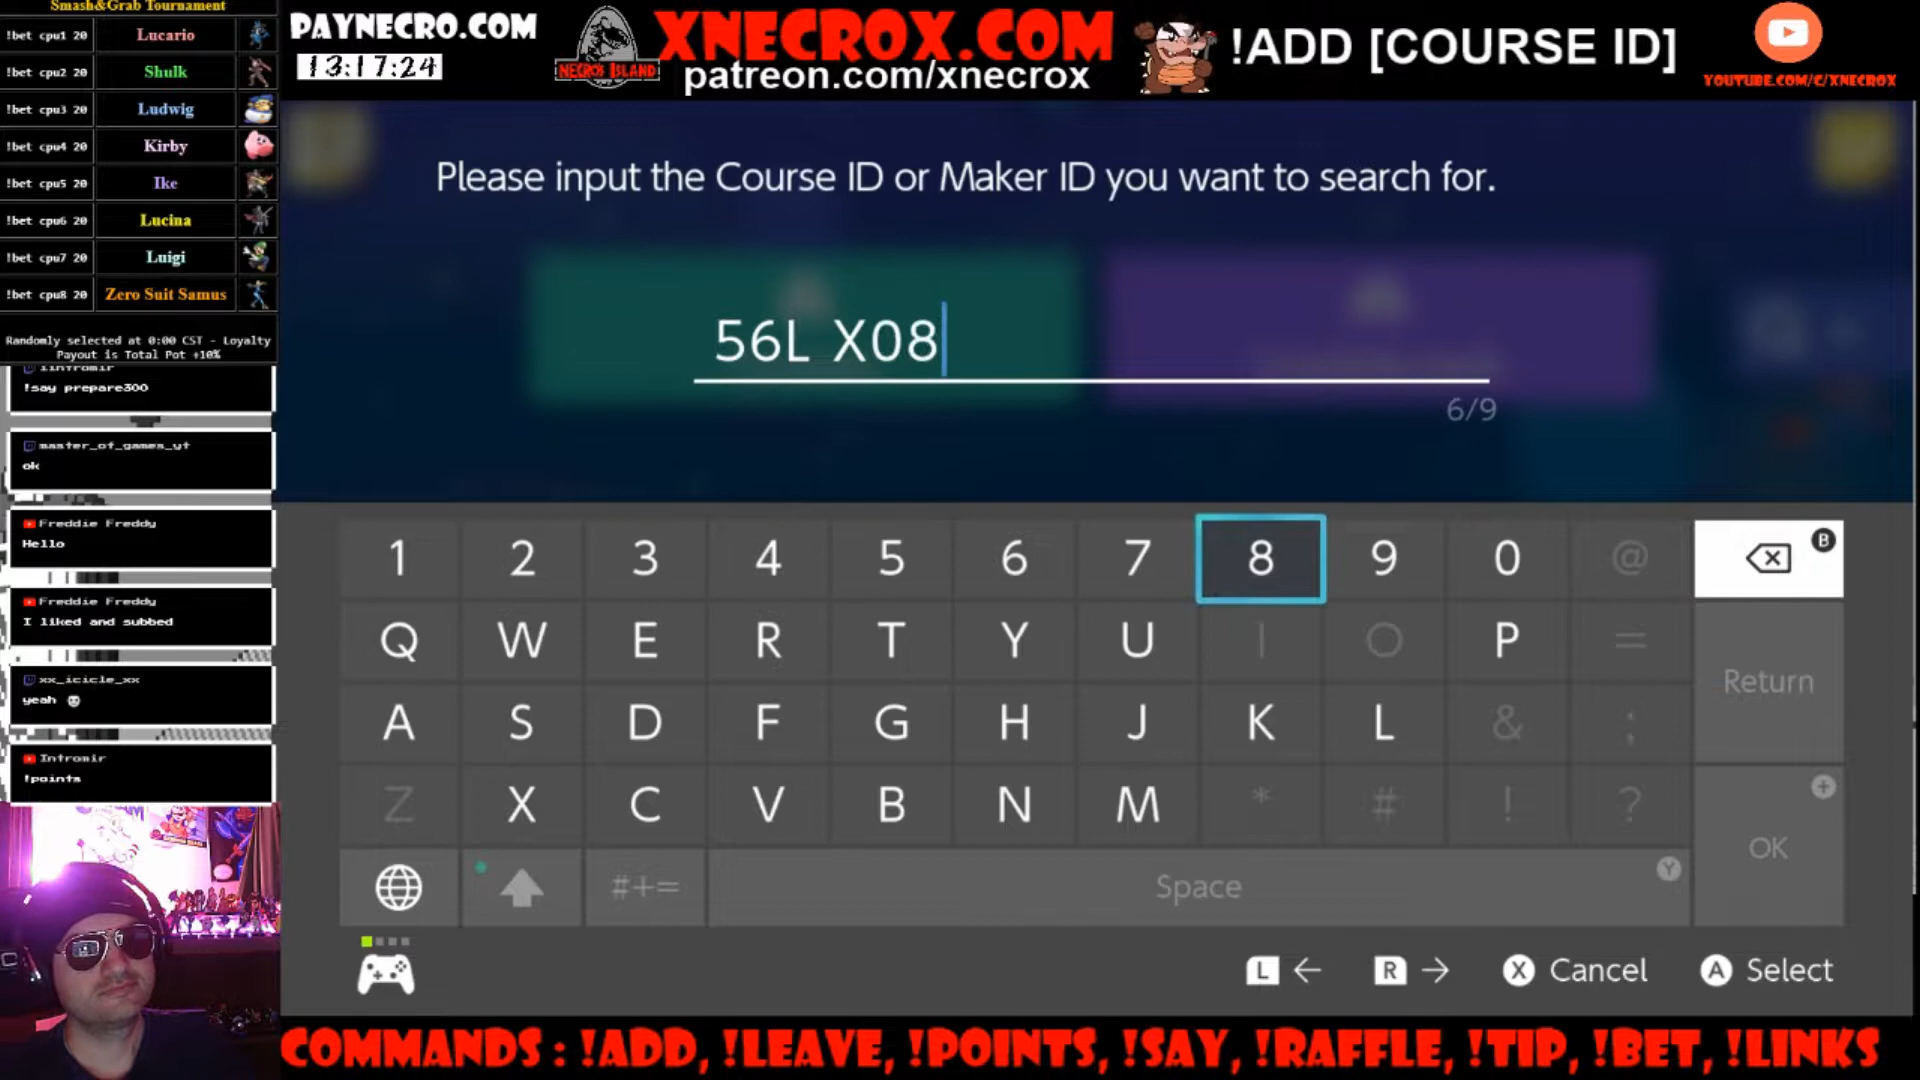 Smash&Grab Tournament
!bet cpu1 20 Lucario
!bet cpu2 20 Shulk
!bet cpu3 20 Ludwig
!bet cpu4 20 Kirby
!bet cpu5 20 Ike
!bet cpu6 20 Lucina
!bet cpu7 20 Luigi
!bet cpu8 20 Zero Suit Samus
Randomly selected at 0:00 CST - Loyalty
Payout is Total Pot +10%
!say prepare300
master_of_games_yt
ok
Freddie Freddy
Hello
Freddie Freddy
I liked and subbed
xx_icicle_xx
yeah
Intromir
!points
PAYNECRO.COM
13:17:24
NECRO'S ISLAND
XNECROX.COM
patreon.com/xnecrox
!ADD [COURSE ID]
YOUTUBE.COM/C/XNECROX
Please input the Course ID or Maker ID you want to search for.
56L X08
6/9
1 2 3 4 5 6 7 8 9 0 @ B
Q W E R T Y U I O P =
Return
A S D F G H J K L & ;
Z X C V B N M * # ! ?
+
OK
#+= Space Y
L ← R → X Cancel A Select
COMMANDS : !ADD, !LEAVE, !POINTS, !SAY, !RAFFLE, !TIP, !BET, !LINKS